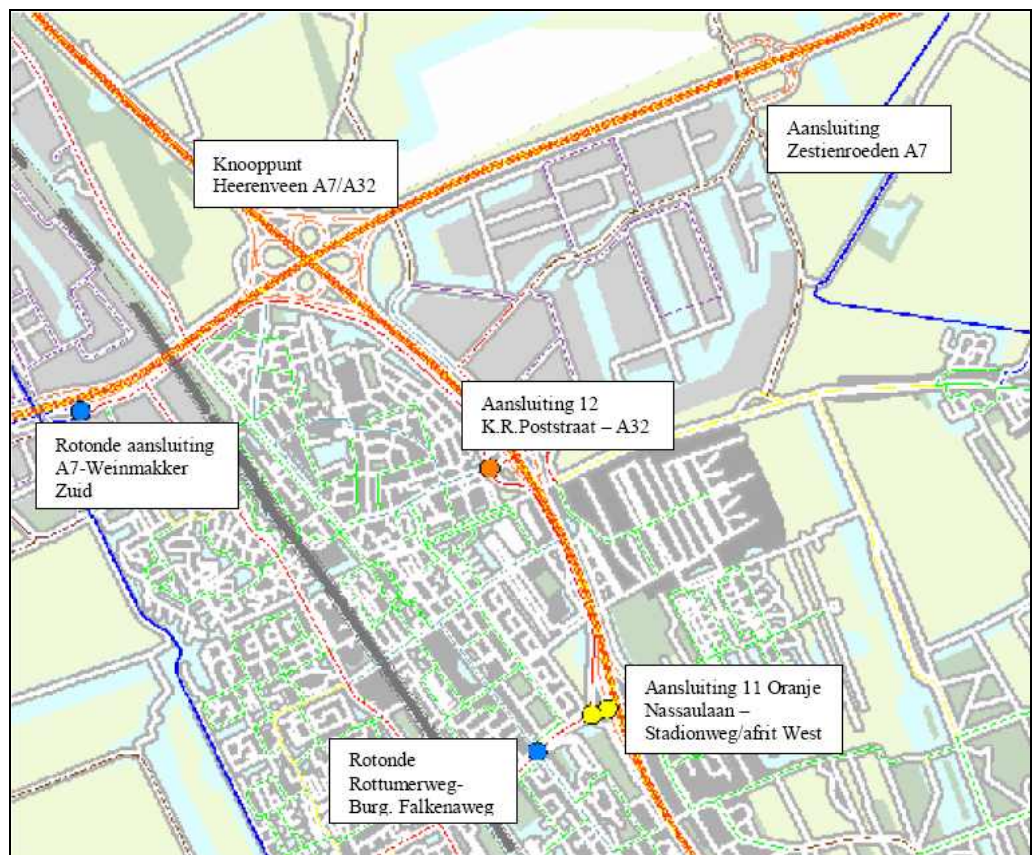 Knooppunt
Heerenveen A7/A32
Aansluiting
Zestienroeden A7
Aansluiting 12
K.R.Poststraat – A32
Rotonde aansluiting
A7-Weinmakker
Zuid
Aansluiting 11 Oranje
Nassaulaan –
Stadionweg/afrit West
Rotonde
Rottumerweg-
Burg. Falkenaweg